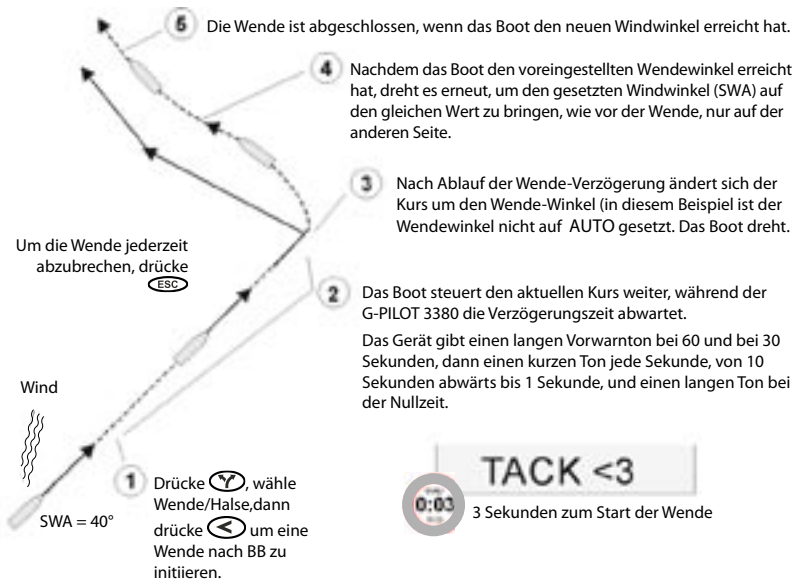 5 Die Wende ist abgeschlossen, wenn das Boot den neuen Windwinkel erreicht hat.
4 Nachdem das Boot den voreingestellten Wendewinkel erreicht
hat, dreht es erneut, um den gesetzten Windwinkel (SWA) auf
den gleichen Wert zu bringen, wie vor der Wende, nur auf der
anderen Seite.
3 Nach Ablauf der Wende-Verzögerung ändert sich der
Kurs um den Wende-Winkel (in diesem Beispiel ist der
Wendewinkel nicht auf AUTO gesetzt. Das Boot dreht.
Um die Wende jederzeit
abzubrechen, drücke
ESC
2 Das Boot steuert den aktuellen Kurs weiter, während der
G-PILOT 3380 die Verzögerungszeit abwartet.
Das Gerät gibt einen langen Vorwarnton bei 60 und bei 30
Sekunden, dann einen kurzen Ton jede Sekunde, von 10
Sekunden abwärts bis 1 Sekunde, und einen langen Ton bei
der Nullzeit.
Wind
SWA = 40°
1 Drücke , wähle
Wende/Halse,dann
drücke < um eine
Wende nach BB zu
initiieren.
TACK <3
0:03
3 Sekunden zum Start der Wende